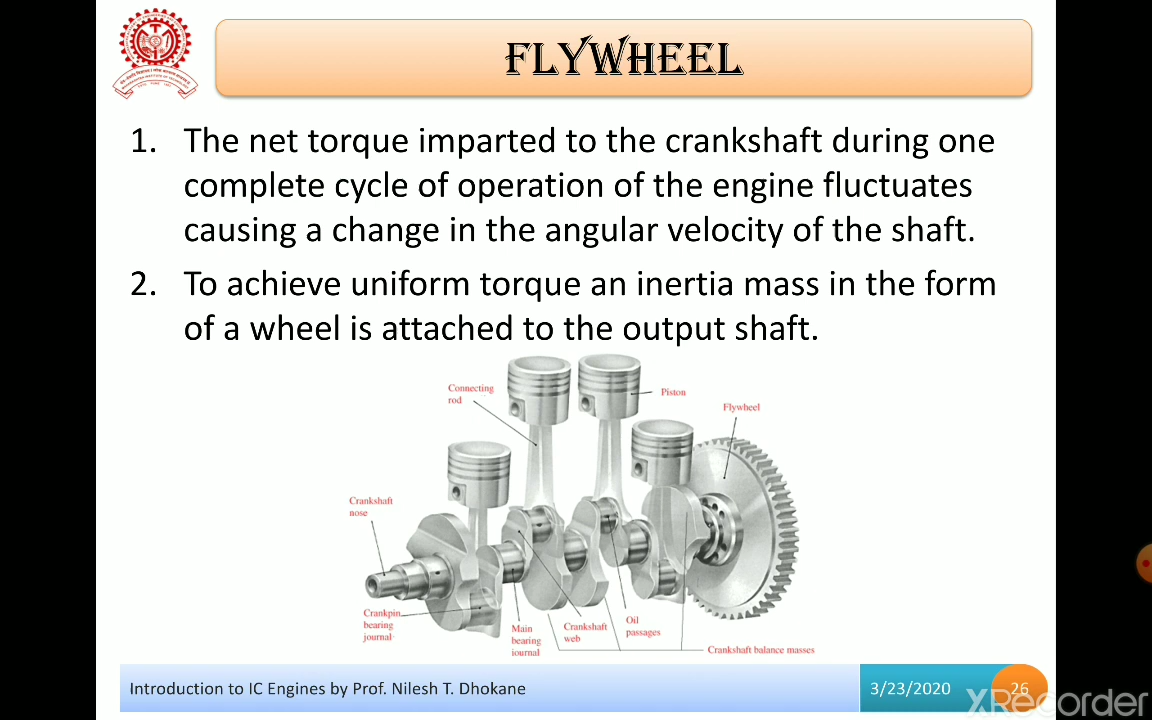 FLYWHEEL
1. The net torque imparted to the crankshaft during one
complete cycle of operation of the engine fluctuates
causing a change in the angular velocity of the shaft.
2. To achieve uniform torque an inertia mass in the form
of a wheel is attached to the output shaft.
Connecting
rod
Piston
Flywheel
Crankshaft
nose
Crankpin
bearing
journal
Main
bearing
journal
Crankshaft
web
Oil
passages
Crankshaft balance masses
Introduction to IC Engines by Prof. Nilesh T. Dhokane
3/23/2020
26
XRecorder